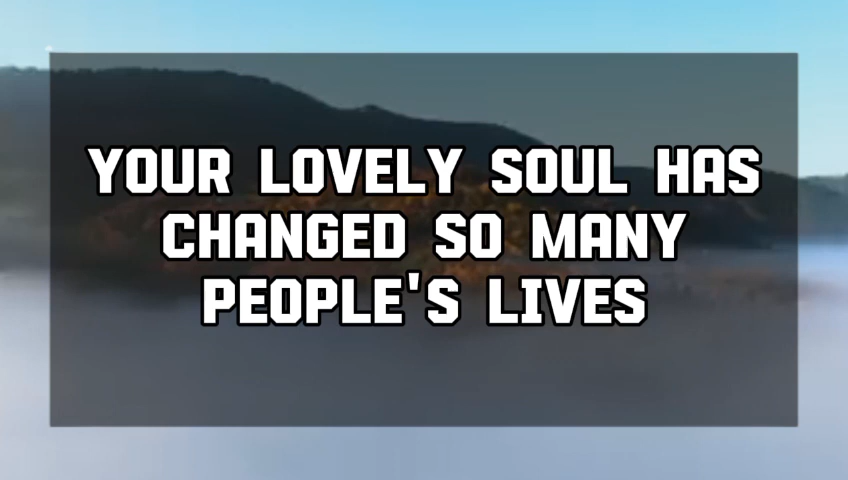 YOUR LOVELY SOUL HAS
CHANGED SO MANY
PEOPLE'S LIVES